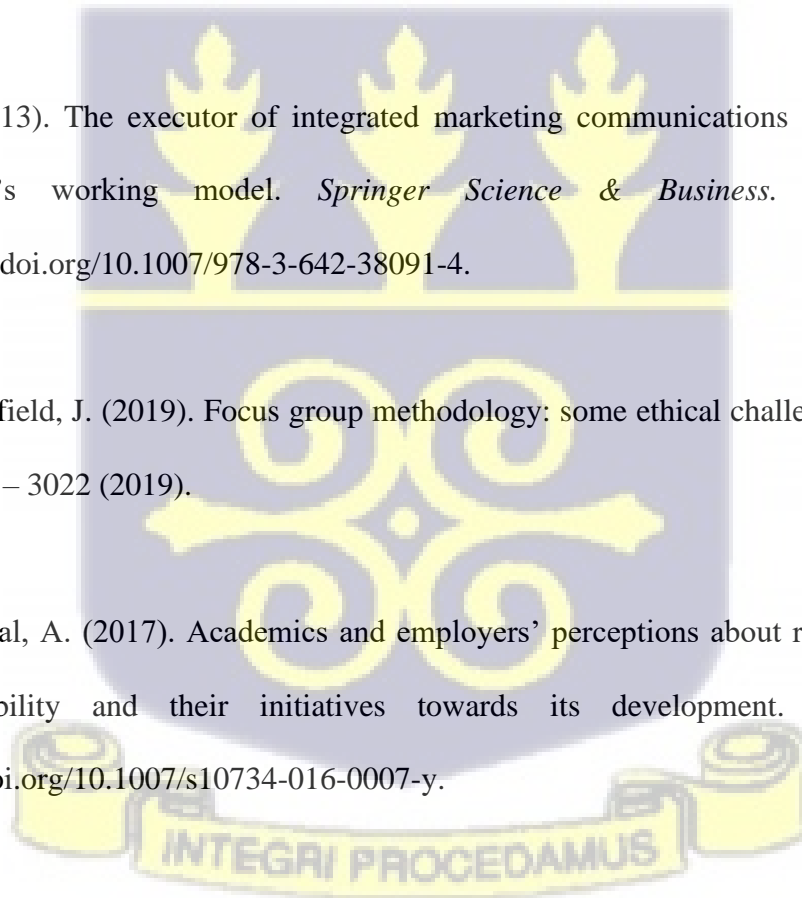 13). The executor of integrated marketing communications
's working model. Springer Science & Business.
doi.org/10.1007/978-3-642-38091-4.
field, J. (2019). Focus group methodology: some ethical challe
– 3022 (2019).
al, A. (2017). Academics and employers’ perceptions about r
bility and their initiatives towards its development.
oi.org/10.1007/s10734-016-0007-y.
INTEGRI PROCEDAMUS